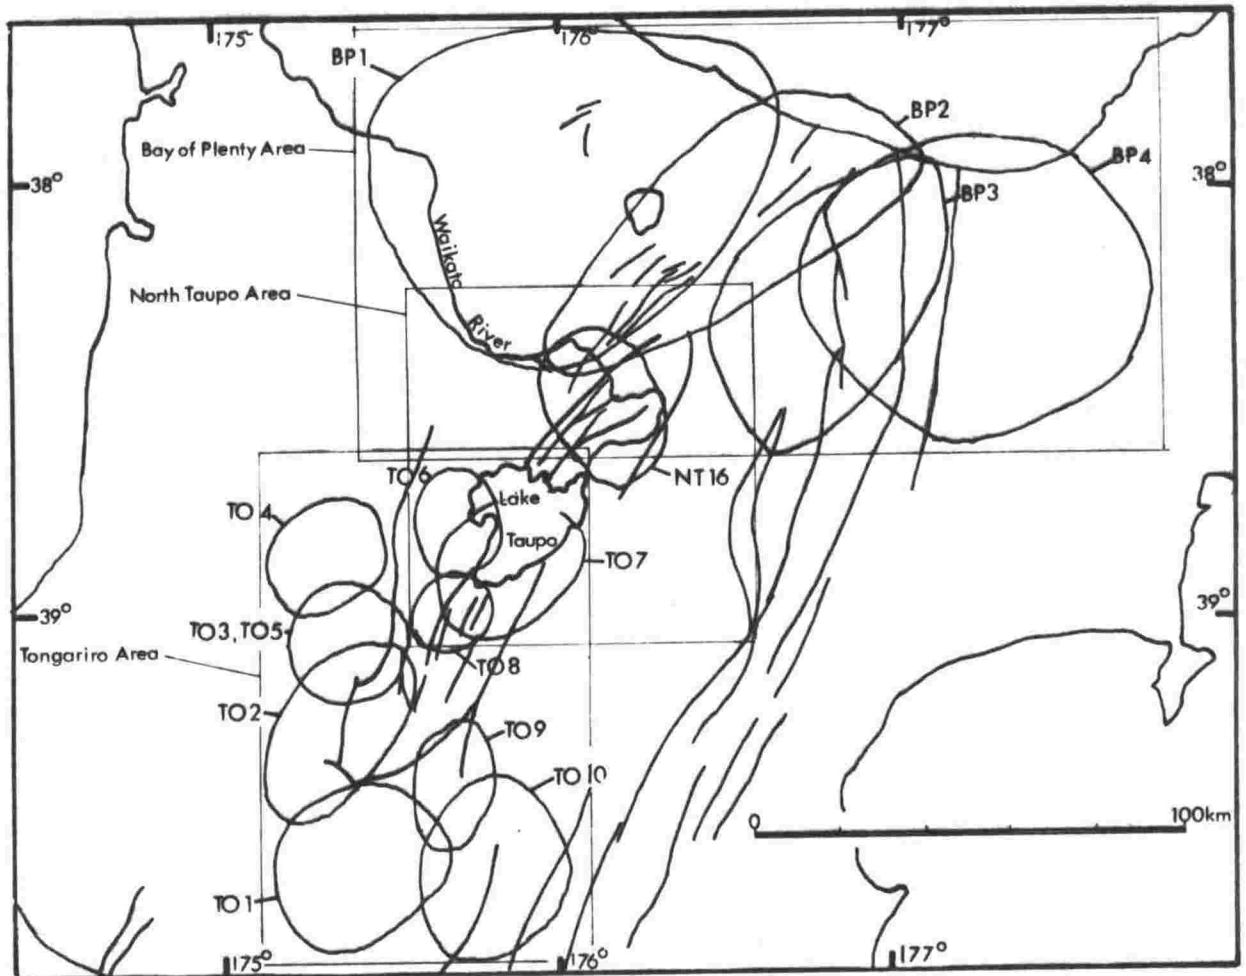 175
176°
177°
BP1
BP2
Bay of Plenty Area
BP4
38°
38°
BP3
Waikato
River
North Taupo Area
TO6
NT16
Lake
Taupo
TO4
TO7
39°
39°
TO3, TO5
Tongariro Area
TO8
TO2
TO9
TO10
0
100km
TO1
175°
176°
177°